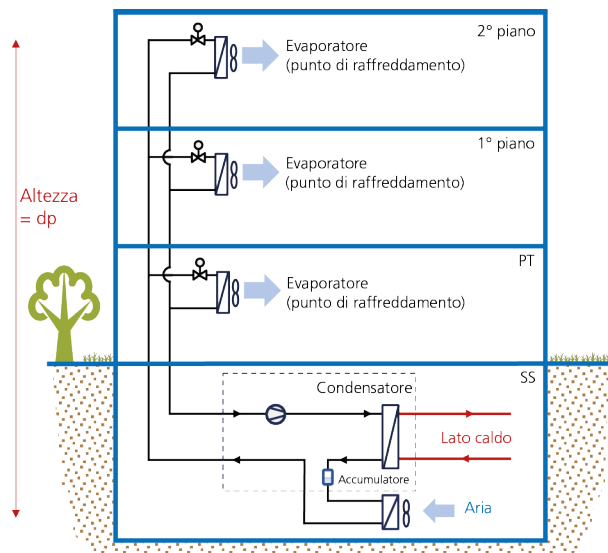 2° piano
Evaporatore
(punto di raffreddamento)
1° piano
Evaporatore
(punto di raffreddamento)
Altezza
= dp
PT
Evaporatore
(punto di raffreddamento)
SS
Condensatore
Lato caldo
Accumulatore
Aria